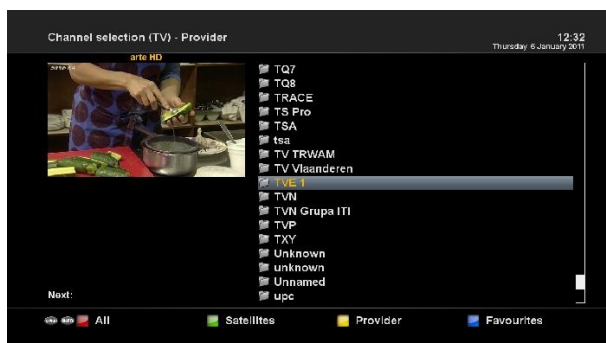 Channel selection (TV) - Provider
12:32
Thursday 6 January 2011
arte HD
TQ7
TQ8
TRACE
TS Pro
TSA
tsa
TV TRWAM
TV Vlaanderen
TVE 1
TVN
TVN Grupa ITI
TVP
TXY
Unknown
unknown
Unnamed
upc
Next:
All
Satellites
Provider
Favourites